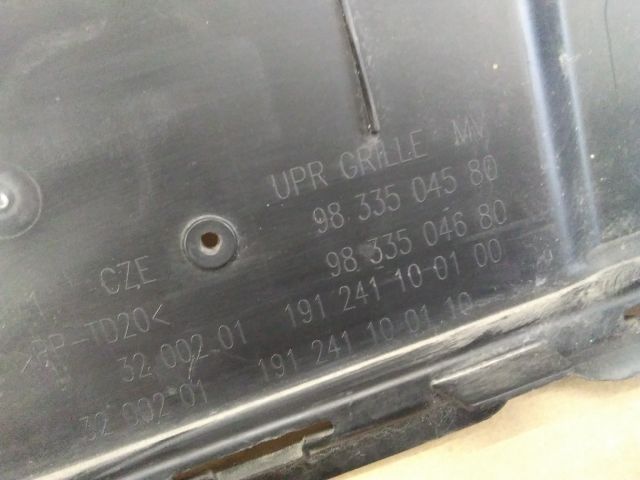 UPR GRILLE MV
98 335 045 80
98 335 046 80
1. CZE
>PP-TD20<
32 002-01 191 241 10-01 00
32 002-01 191 241 10-01 10